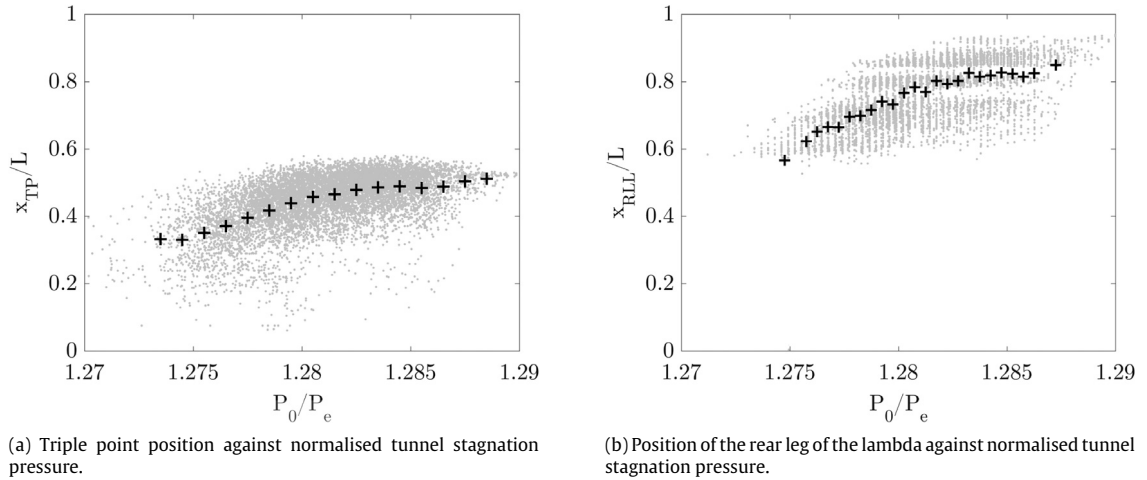 1
0.8
0.6
0.4
0.2
0
x_TP/L
1.27 1.275 1.28 1.285 1.29
P_0/P_e
(a) Triple point position against normalised tunnel stagnation
pressure.
1
0.8
0.6
0.4
0.2
0
x_RLL/L
1.27 1.275 1.28 1.285 1.29
P_0/P_e
(b) Position of the rear leg of the lambda against normalised tunnel
stagnation pressure.